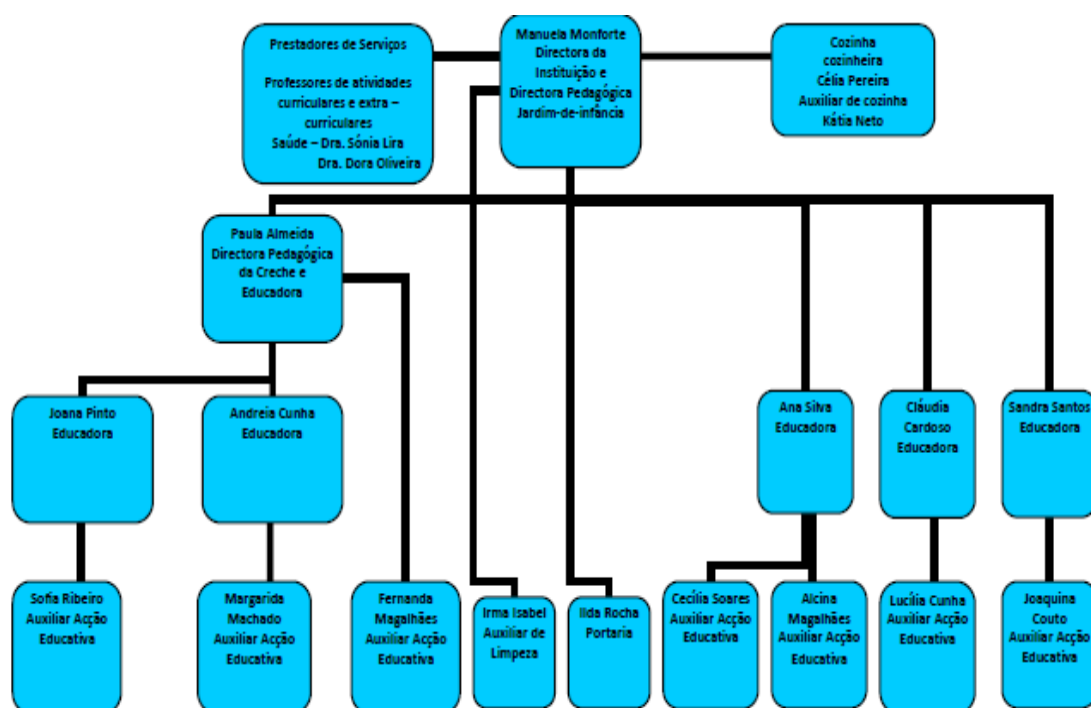 Prestadores de Serviços
Professores de atividades
curriculares e extra –
curriculares
Saúde – Dra. Sónia Lira
Dra. Dora Oliveira
Manuela Monforte
Directora da
Instituição e
Directora Pedagógica
Jardim-de-infância
Cozinha
cozinheira
Célia Pereira
Auxiliar de cozinha
Kátia Neto
Paula Almeida
Directora Pedagógica
da Creche e
Educadora
Joana Pinto
Educadora
Andreia Cunha
Educadora
Ana Silva
Educadora
Cláudia
Cardoso
Educadora
Sandra Santos
Educadora
Sofia Ribeiro
Auxiliar Acção
Educativa
Margarida
Machado
Auxiliar Acção
Educativa
Fernanda
Magalhães
Auxiliar Acção
Educativa
Irma Isabel
Auxiliar de
Limpeza
Ilda Rocha
Portaria
Cecília Soares
Auxiliar Acção
Educativa
Alcina
Magalhães
Auxiliar Acção
Educativa
Lucília Cunha
Auxiliar Acção
Educativa
Joaquina
Couto
Auxiliar Acção
Educativa